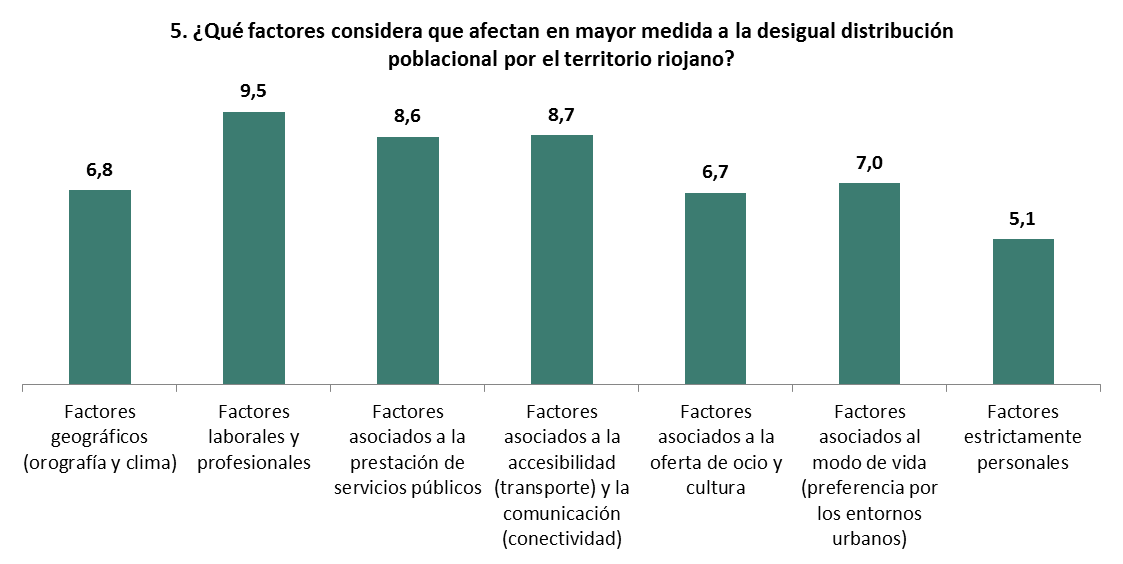 5. ¿Qué factores considera que afectan en mayor medida a la desigual distribución
poblacional por el territorio riojano?
6,8
9,5
8,6
8,7
6,7
7,0
5,1
Factores
geográficos
(orografía y clima)
Factores
laborales y
profesionales
Factores
asociados a la
prestación de
servicios públicos
Factores
asociados a la
accesibilidad
(transporte) y la
comunicación
(conectividad)
Factores
asociados a la
oferta de ocio y
cultura
Factores
asociados al
modo de vida
(preferencia por
los entornos
urbanos)
Factores
estrictamente
personales